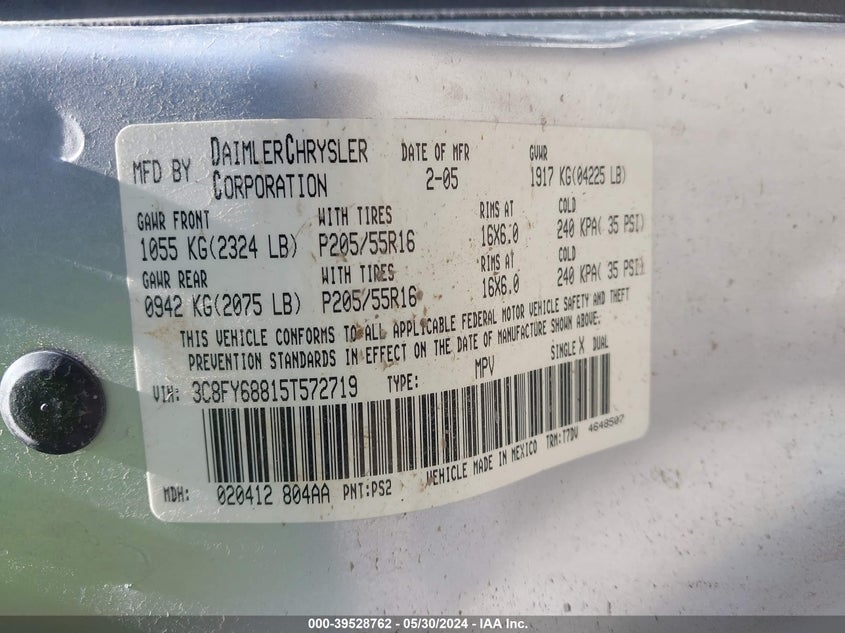 MFD BY DAIMLERCHRYSLER CORPORATION DATE OF MFR 2-05 GVWR 1917 KG(04225 LB)
GAWR FRONT WITH TIRES RIMS AT COLD
1055 KG(2324 LB) P205/55R16 16X6.0 240 KPA( 35 PSI)
GAWR REAR WITH TIRES RIMS AT COLD
0942 KG(2075 LB) P205/55R16 16X6.0 240 KPA( 35 PSI)
THIS VEHICLE CONFORMS TO ALL APPLICABLE FEDERAL MOTOR VEHICLE SAFETY AND THEFT
PREVENTION STANDARDS IN EFFECT ON THE DATE OF MANUFACTURE SHOWN ABOVE.
VIN: 3C8FY68815T572719 TYPE: MPV SINGLE X DUAL
MDH: 020412 804AA PNT:PS2 VEHICLE MADE IN MEXICO TRM:T7DV 4648507
000-39528762 - 05/30/2024 - IAA Inc.